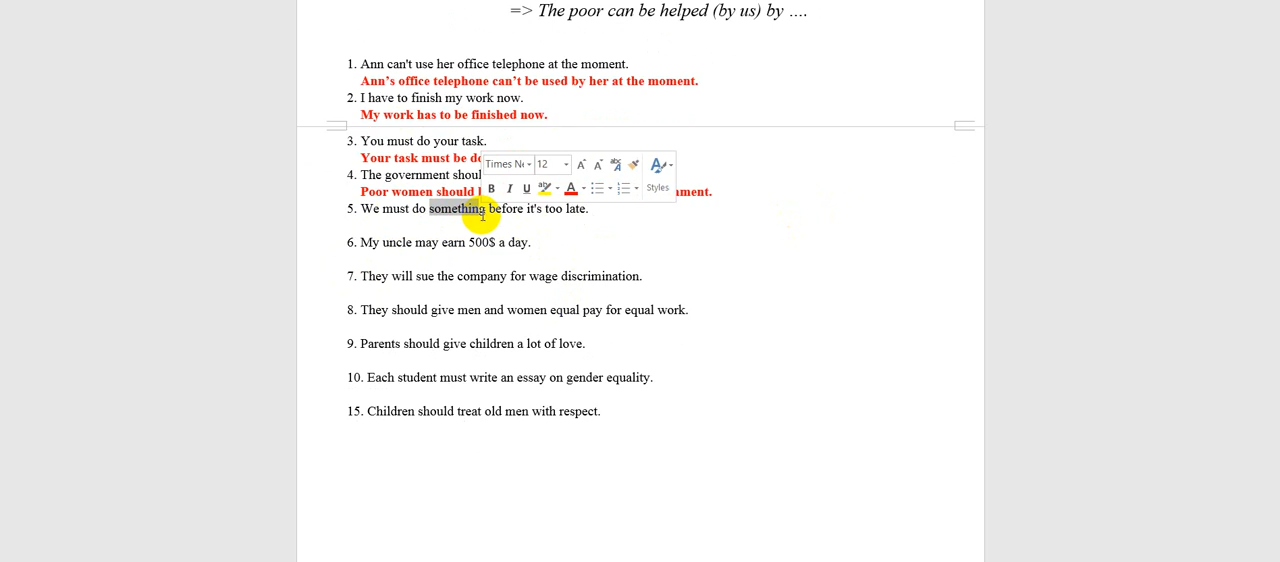 => The poor can be helped (by us) by ….
1. Ann can't use her office telephone at the moment.
Ann’s office telephone can’t be used by her at the moment.
2. I have to finish my work now.
My work has to be finished now.
3. You must do your task.
Your task must be do
Times Ne 12
4. The government shoul
Poor women should
nment.
B I U ab A Styles
5. We must do something before it's too late.
6. My uncle may earn 500$ a day.
7. They will sue the company for wage discrimination.
8. They should give men and women equal pay for equal work.
9. Parents should give children a lot of love.
10. Each student must write an essay on gender equality.
15. Children should treat old men with respect.